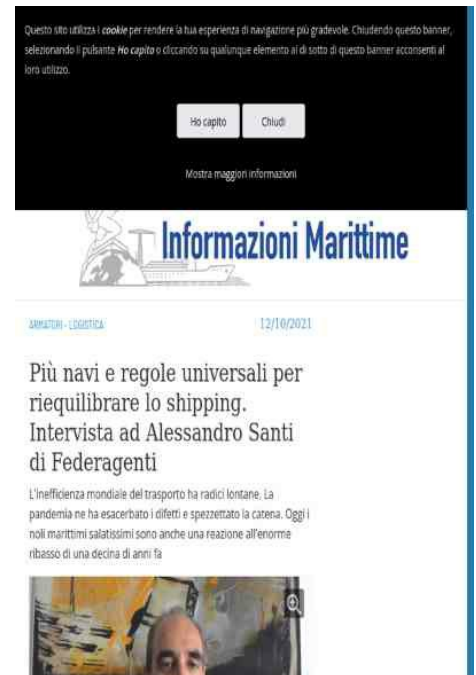 Questo sito utilizza i cookie per rendere la tua esperienza di navigazione più gradevole. Chiudendo questo banner,
selezionando il pulsante Ho capito o cliccando su qualunque elemento al di sotto di questo banner acconsenti al
loro utilizzo.
Ho capito Chiudi
Mostra maggiori informazioni
Informazioni Marittime
ARMATORI - LOGISTICA 12/10/2021
Più navi e regole universali per
riequilibrare lo shipping.
Intervista ad Alessandro Santi
di Federagenti
L'inefficienza mondiale del trasporto ha radici lontane. La
pandemia ne ha esacerbato i difetti e spezzettato la catena. Oggi i
noli marittimi salatissimi sono anche una reazione all'enorme
ribasso di una decina di anni fa